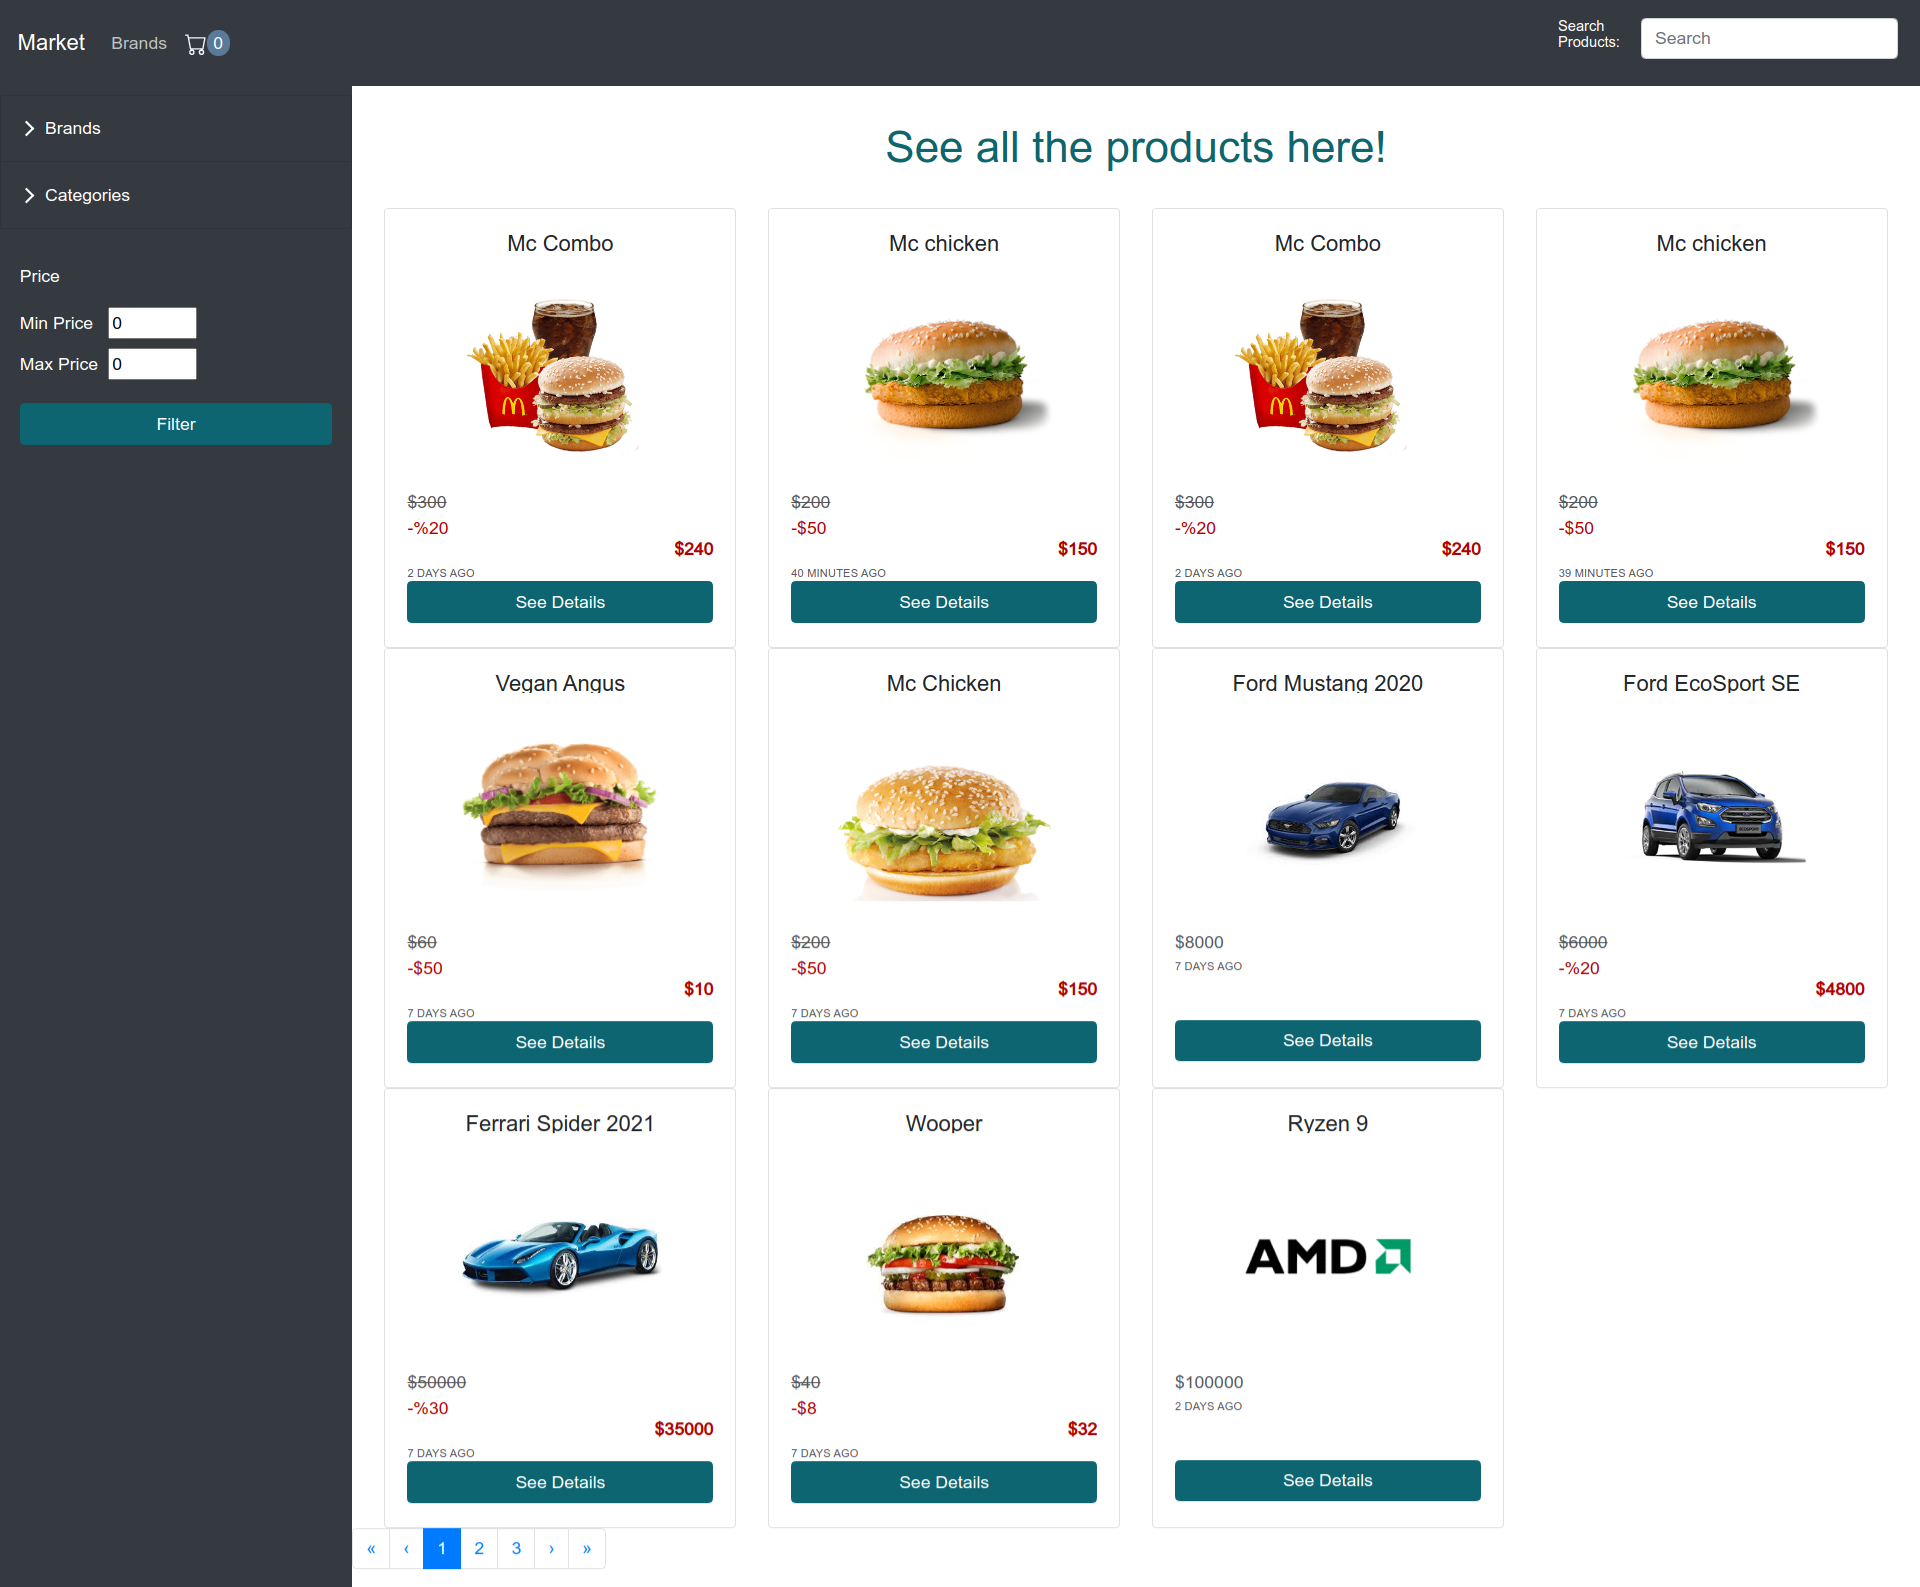 Market
Brands
0
Search
Products:
Search
Brands
Categories
Price
Min Price 0
Max Price 0
Filter
See all the products here!
Mc Combo
$300
-%20
$240
2 DAYS AGO
See Details
Mc chicken
$200
-$50
$150
40 MINUTES AGO
See Details
Mc Combo
$300
-%20
$240
2 DAYS AGO
See Details
Mc chicken
$200
-$50
$150
39 MINUTES AGO
See Details
Vegan Angus
$60
-$50
$10
7 DAYS AGO
See Details
Mc Chicken
$200
-$50
$150
7 DAYS AGO
See Details
Ford Mustang 2020
$8000
7 DAYS AGO
See Details
Ford EcoSport SE
ECOSPORT
$6000
-%20
$4800
7 DAYS AGO
See Details
Ferrari Spider 2021
$50000
-%30
$35000
7 DAYS AGO
See Details
Wooper
$40
-$8
$32
7 DAYS AGO
See Details
Ryzen 9
AMD
$100000
2 DAYS AGO
See Details
« ‹ 1 2 3 › »